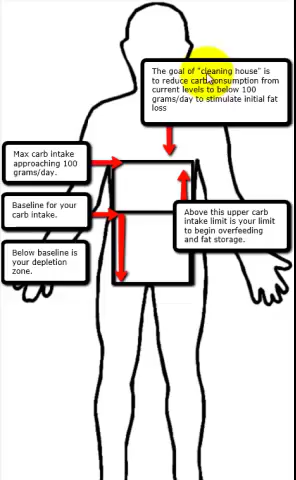 The goal of "cleaning house" is
to reduce carb consumption from
current levels to below 100
grams/day to stimulate initial fat
loss
Max carb intake
approaching 100
grams/day.
Baseline for your
carb intake.
Above this upper carb
intake limit is your limit
to begin overfeeding
and fat storage.
Below baseline is
your depletion
zone.